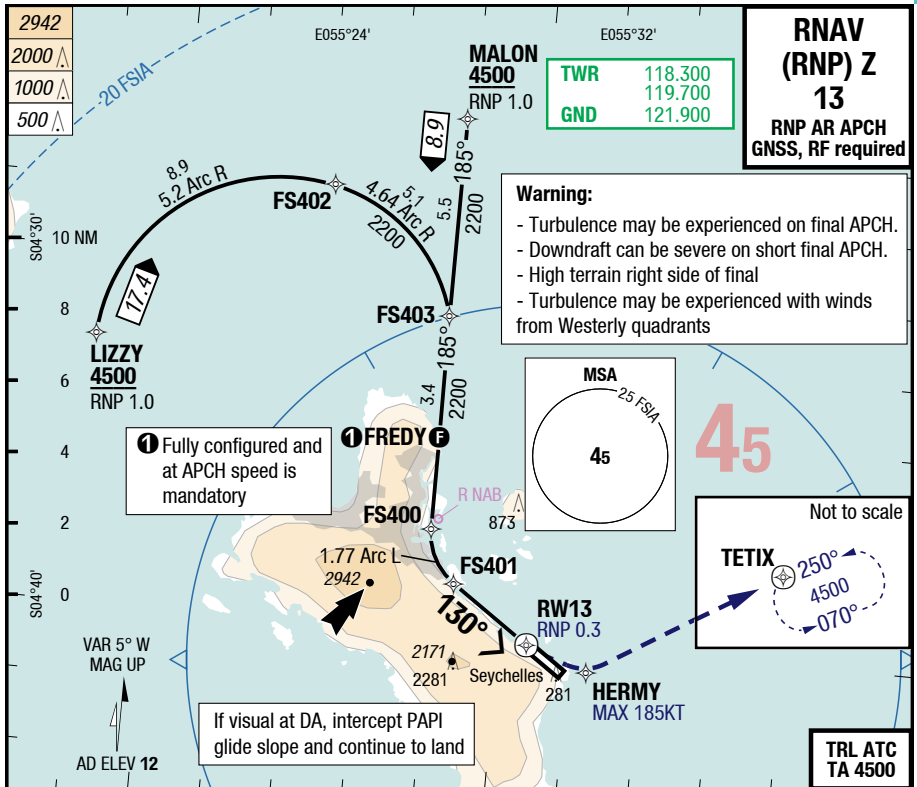 2942
2000
1000
500
20 FSIA
E055°24'
E055°32'
MALON
4500
RNP 1.0
TWR 118.300
119.700
GND 121.900
RNAV
(RNP) Z
13
RNP AR APCH
GNSS, RF required
8.9
185°
5.5
2200
8.9
5.2 Arc R
FS402
5.1
4.64 Arc R
2200
Warning:
- Turbulence may be experienced on final APCH.
- Downdraft can be severe on short final APCH.
- High terrain right side of final
- Turbulence may be experienced with winds
from Westerly quadrants
S04°30'
10 NM
8
6
4
2
0
S04°40'
17.4
LIZZY
4500
RNP 1.0
FS403
185°
3.4
2200
MSA
25 FSIA
45
45
1 Fully configured and
at APCH speed is
mandatory
1 FREDY F
R NAB
873
FS400
1.77 Arc L
FS401
2942
130°
RW13
RNP 0.3
Not to scale
TETIX
250°
4500
070°
2171
2281
Seychelles
281
HERMY
MAX 185KT
VAR 5° W
MAG UP
AD ELEV 12
If visual at DA, intercept PAPI
glide slope and continue to land
TRL ATC
TA 4500